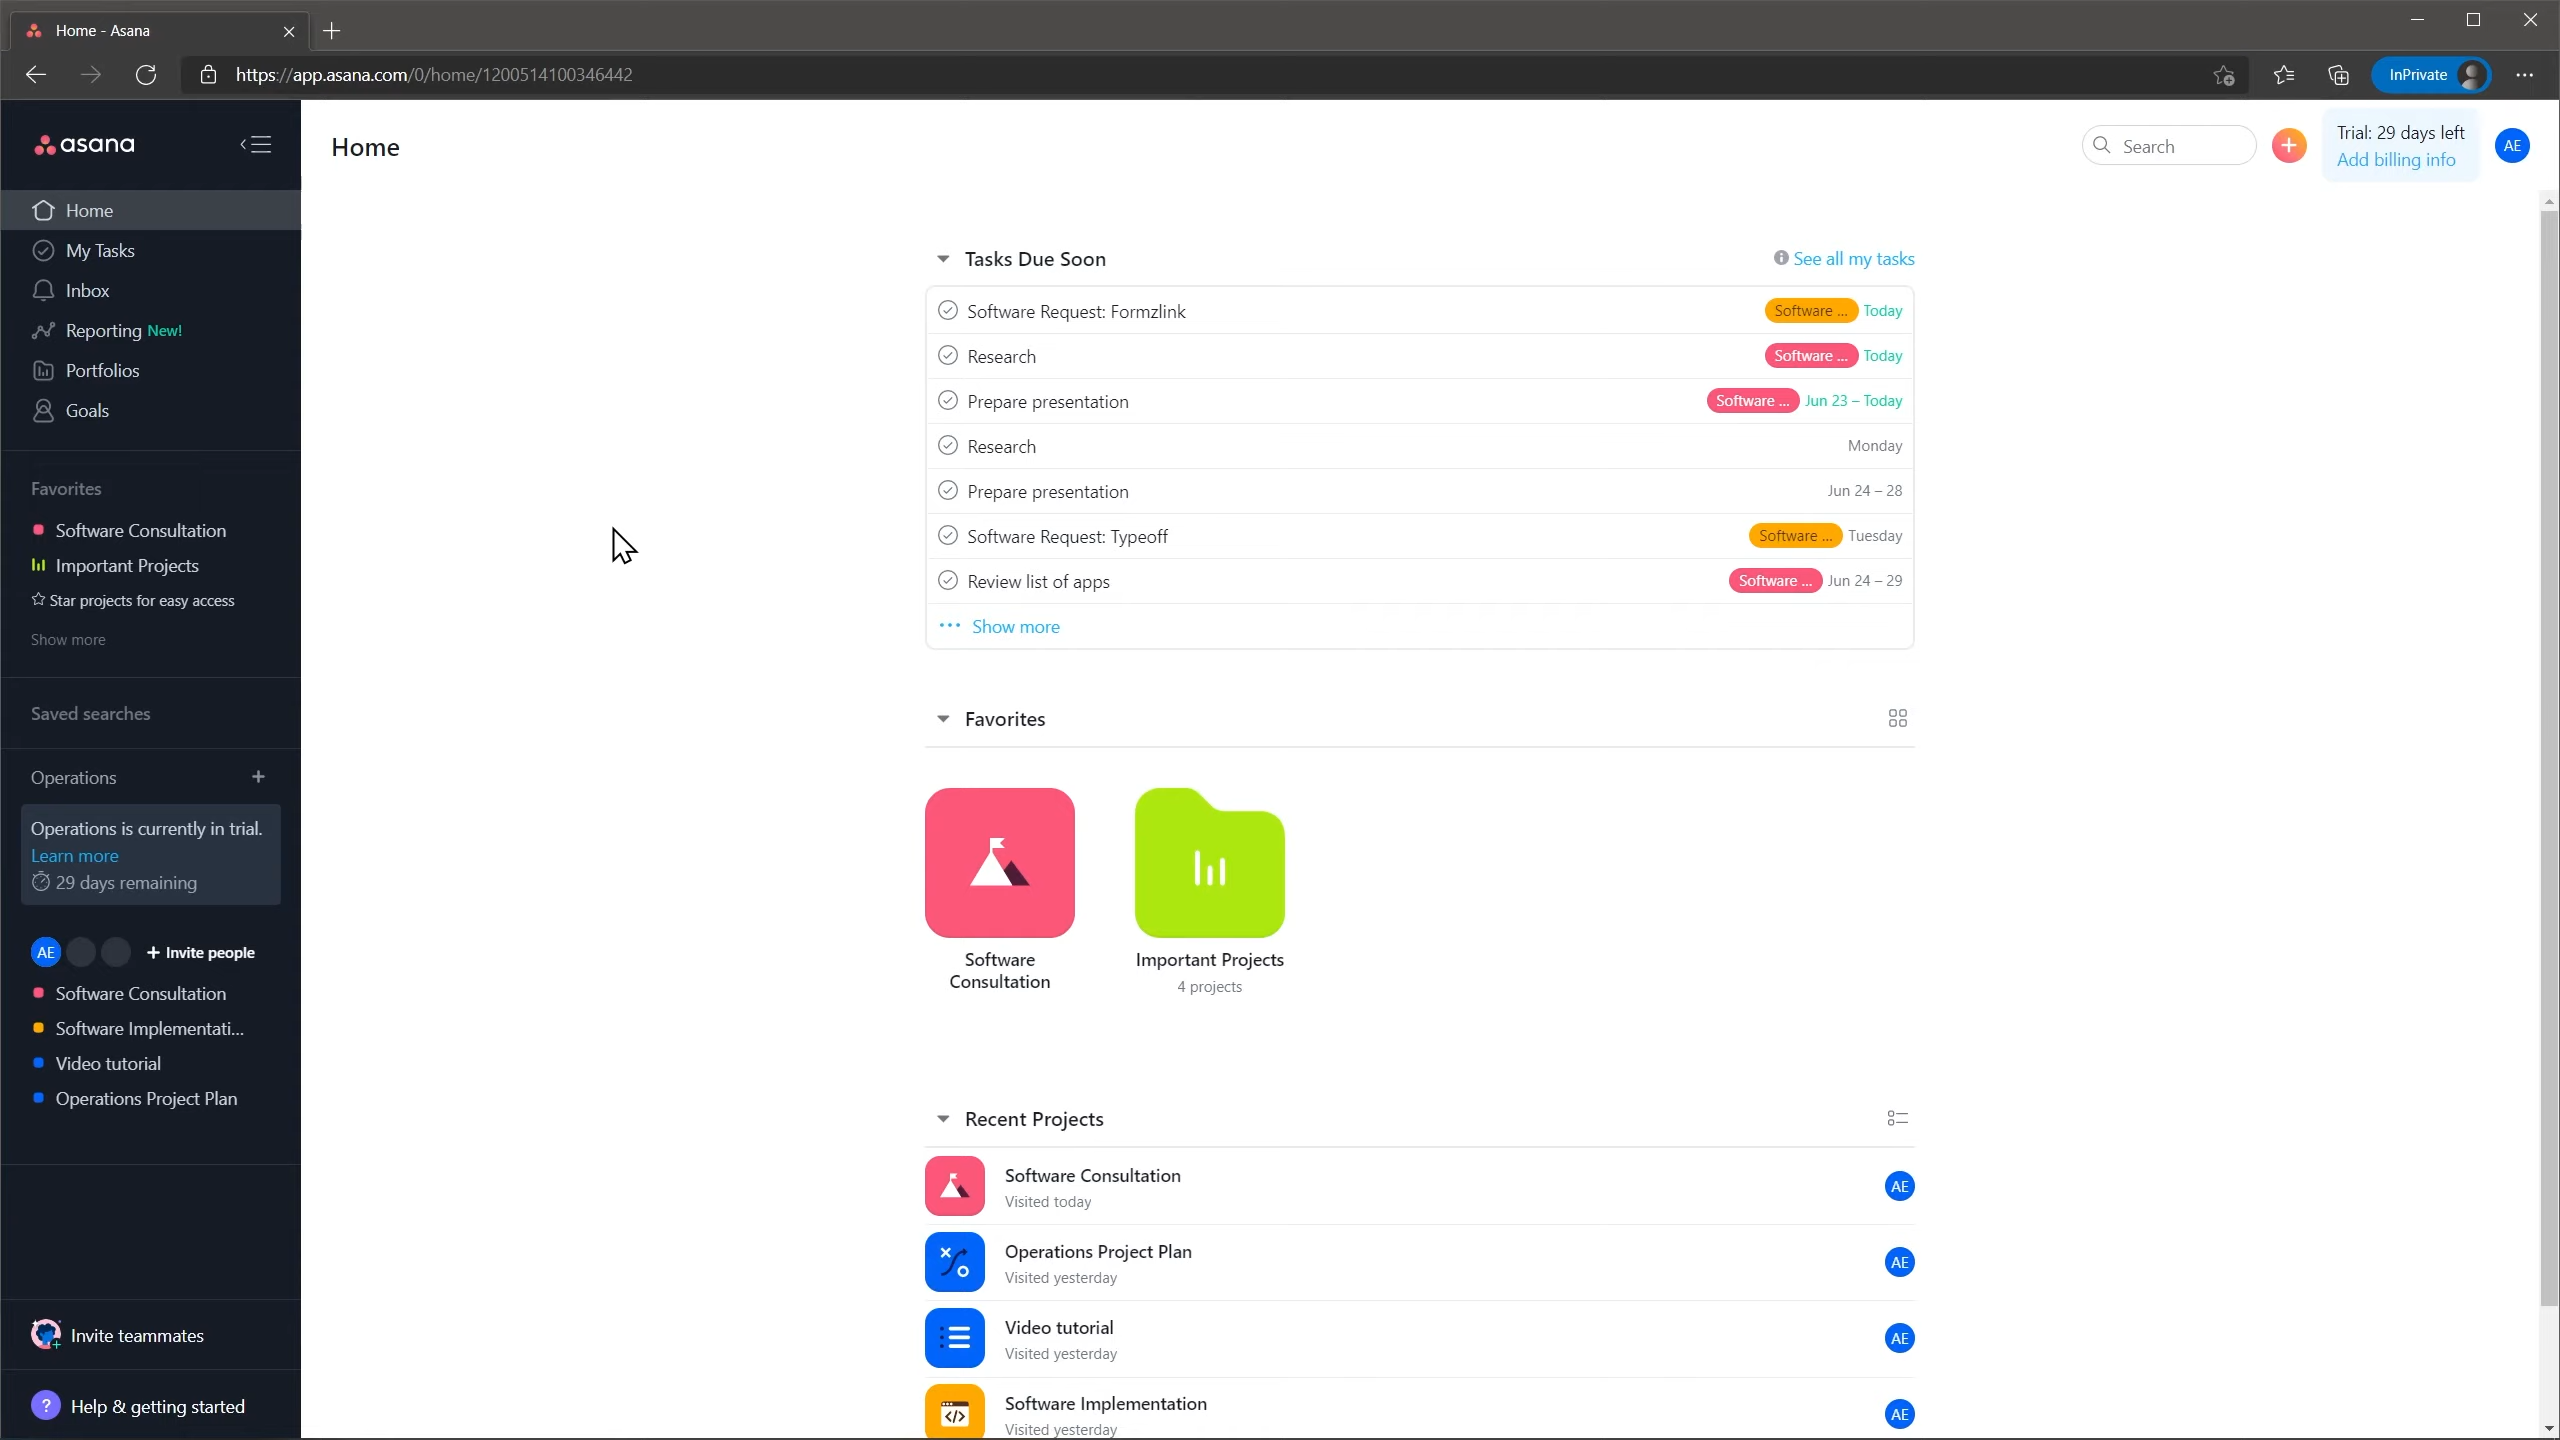 Home - Asana
https://app.asana.com/0/home/1200514100346442
InPrivate
asana
Home
My Tasks
Inbox
Reporting New!
Portfolios
Goals
Favorites
Software Consultation
Important Projects
Star projects for easy access
Show more
Saved searches
Operations
Operations is currently in trial.
Learn more
29 days remaining
AE + Invite people
Software Consultation
Software Implementati...
Video tutorial
Operations Project Plan
Invite teammates
? Help & getting started
Home
Search
Trial: 29 days left
Add billing info
AE
Tasks Due Soon See all my tasks
Software Request: Formzlink Software ... Today
Research Software ... Today
Prepare presentation Software ... Jun 23 – Today
Research Monday
Prepare presentation Jun 24 – 28
Software Request: Typeoff Software ... Tuesday
Review list of apps Software ... Jun 24 – 29
... Show more
Favorites
Software
Consultation
Important Projects
4 projects
Recent Projects
Software Consultation
Visited today
AE
Operations Project Plan
Visited yesterday
AE
Video tutorial
Visited yesterday
AE
Software Implementation
Visited yesterday
AE